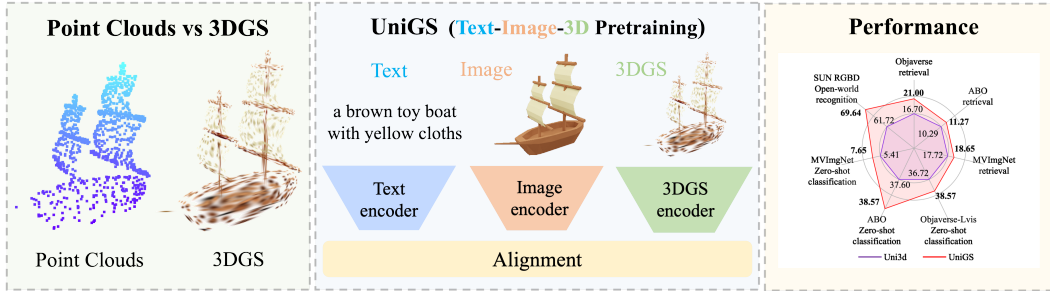 Point Clouds vs 3DGS
Point Clouds
3DGS
UniGS (Text-Image-3D Pretraining)
Text
Image
3DGS
a brown toy boat
with yellow cloths
Text
encoder
Image
encoder
3DGS
encoder
Alignment
Performance
Objaverse
retrieval
SUN RGBD
Open-world
recognition
ABO
retrieval
21.00
16.70
69.64
61.72
11.27
10.29
7.65
5.41
18.65
17.72
MVImgNet
Zero-shot
classification
MVImgNet
retrieval
36.72
37.60
38.57
38.57
ABO
Zero-shot
classification
Objaverse-Lvis
Zero-shot
classification
Uni3d
UniGS